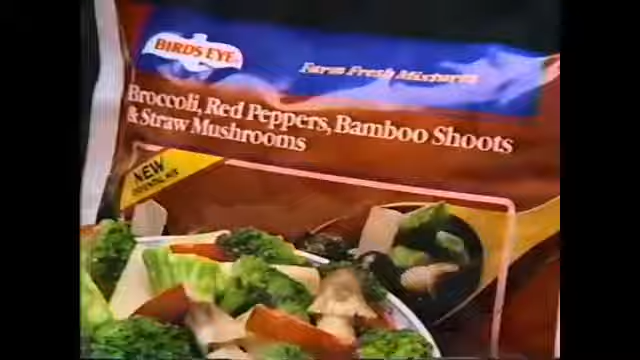 BIRDS EYE
Farm Fresh Mixtures
Broccoli, Red Peppers, Bamboo Shoots
& Straw Mushrooms
NEW